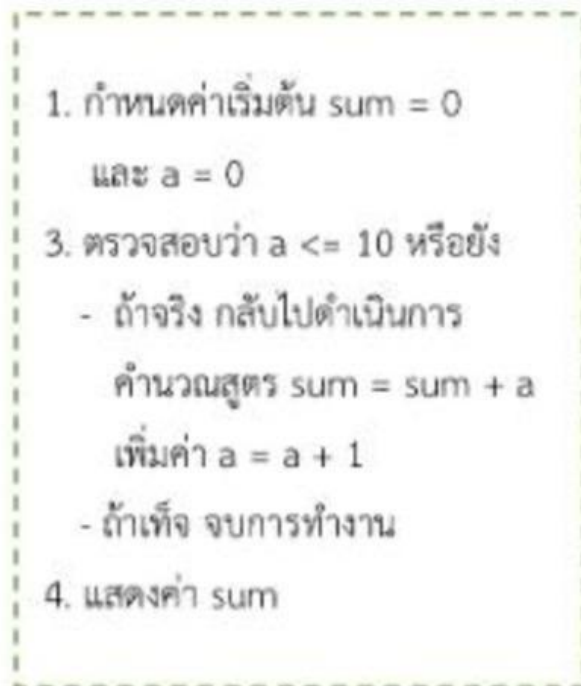 1. กำหนดค่าเริ่มต้น sum = 0
และ a = 0
3. ตรวจสอบว่า a <= 10 หรือยัง
- ถ้าจริง กลับไปดำเนินการ
คำนวณสูตร sum = sum + a
เพิ่มค่า a = a + 1
- ถ้าเท็จ จบการทำงาน
4. แสดงค่า sum